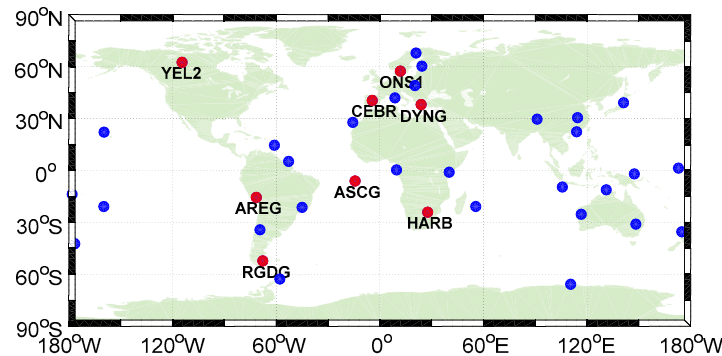 90°N
60°N
YEL2
ONS1
CEBR
DYNG
30°N
0°
ASCG
AREG
HARB
30°S
RGDG
60°S
90°S
180°W 120°W 60°W 0° 60°E 120°E 180°W